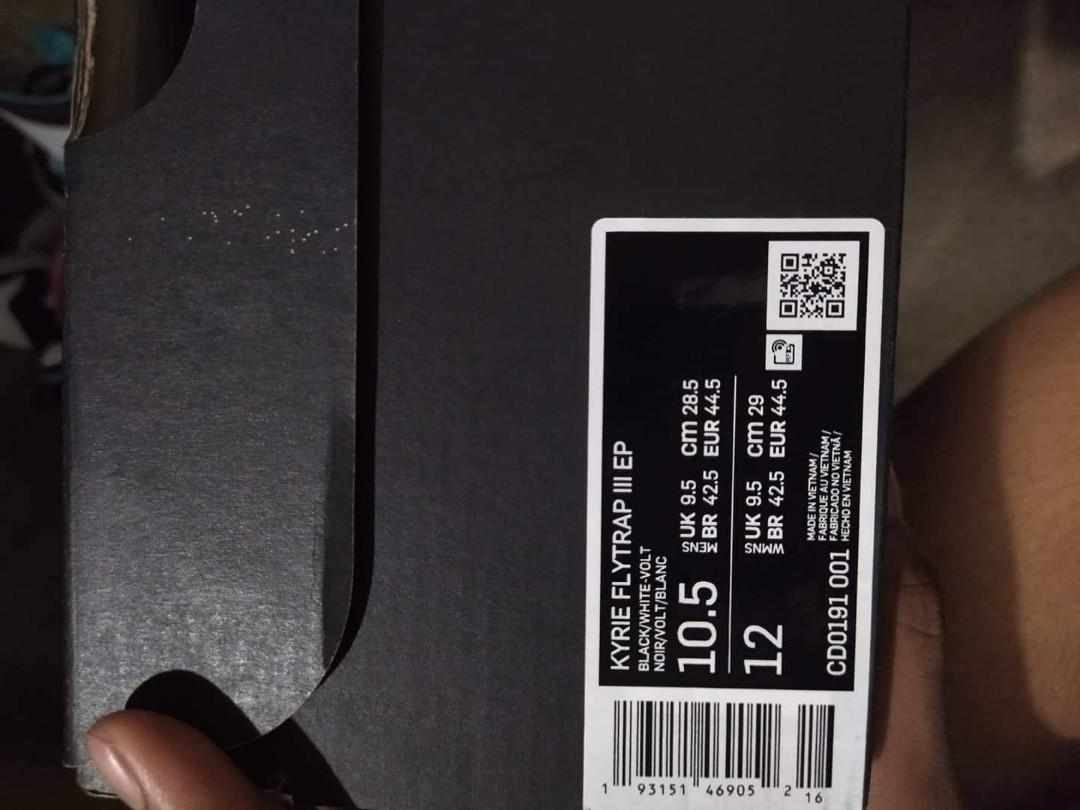 KYRIE FLYTRAP III EP
BLACK/WHITE-VOLT
NOIR/VOLT/BLANC
10.5 MENS UK 9.5 cm 28.5
BR 42.5 EUR 44.5
12 WMNS UK 9.5 cm 29
BR 42.5 EUR 44.5
MADE IN VIETNAM /
FABRIQUE AU VIETNAM /
FABRICADO NO VIETNÃ /
HECHO EN VIETNAM
CD0191 001
1 93151 46905 2 16